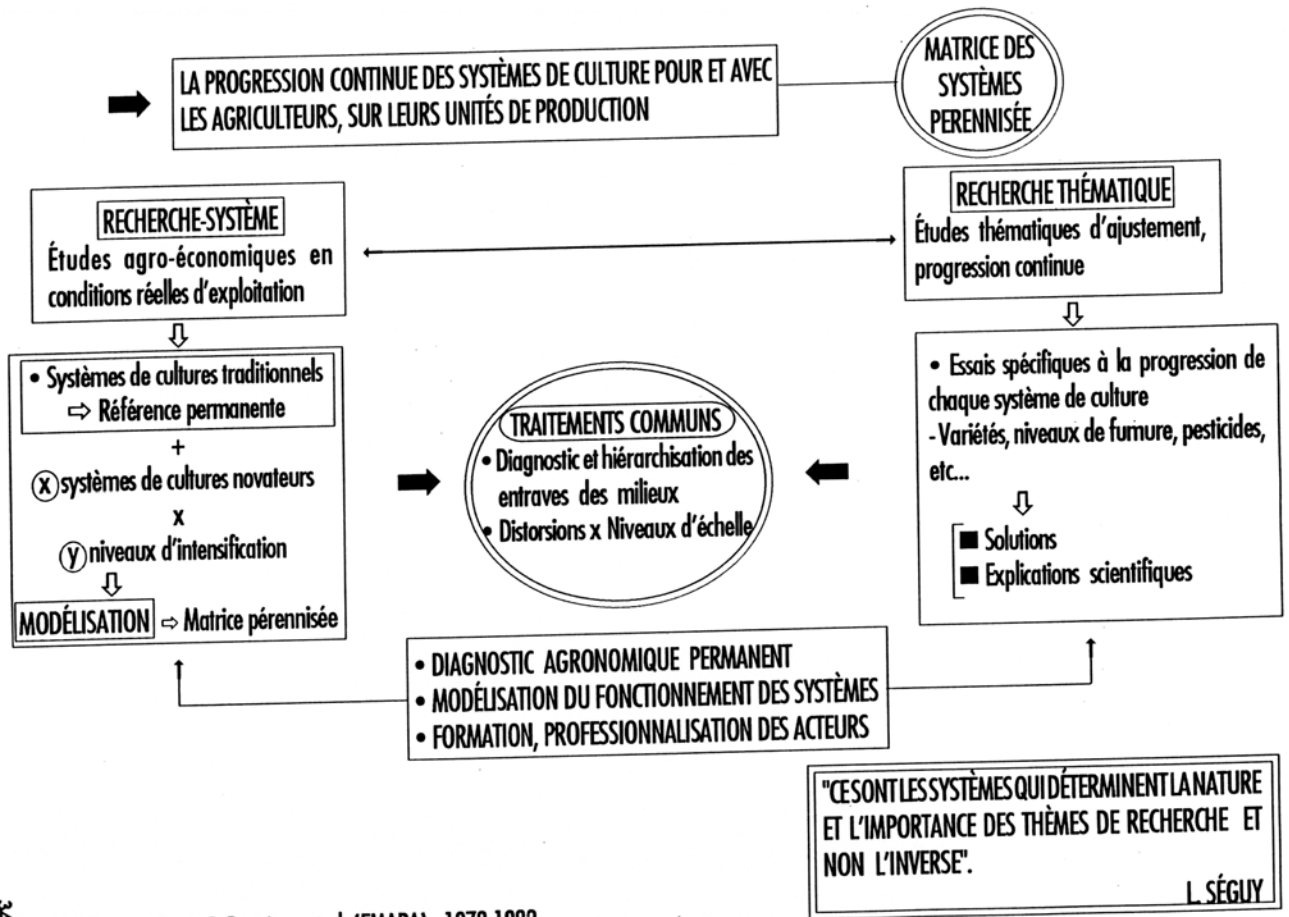 ➡ LA PROGRESSION CONTINUE DES SYSTÈMES DE CULTURE POUR ET AVEC
LES AGRICULTEURS, SUR LEURS UNITÉS DE PRODUCTION
MATRICE DES
SYSTÈMES
PERENNISÉE
RECHERCHE-SYSTÈME
Études agro-économiques en
conditions réelles d'exploitation
RECHERCHE THÉMATIQUE
Études thématiques d'ajustement,
progression continue
• Systèmes de cultures traditionnels
⇨ Référence permanente
+
x systèmes de cultures novateurs
x
y niveaux d'intensification
MODÉLISATION ⇨ Matrice pérennisée
TRAITEMENTS COMMUNS
• Diagnostic et hiérarchisation des
entraves des milieux
• Distorsions x Niveaux d'échelle
• Essais spécifiques à la progression de
chaque système de culture
- Variétés, niveaux de fumure, pesticides,
etc...
■ Solutions
■ Explications scientifiques
• DIAGNOSTIC AGRONOMIQUE PERMANENT
• MODÉLISATION DU FONCTIONNEMENT DES SYSTÈMES
• FORMATION, PROFESSIONNALISATION DES ACTEURS
"CE SONT LES SYSTÈMES QUI DÉTERMINENT LA NATURE
ET L'IMPORTANCE DES THÈMES DE RECHERCHE ET
NON L'INVERSE".
L. SÉGUY